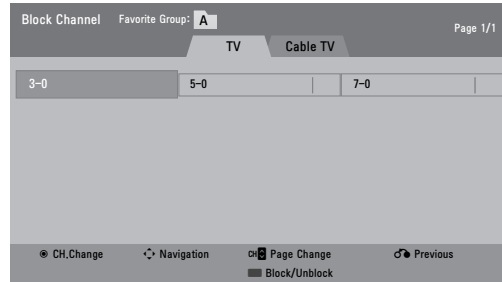 Block Channel Favorite Group: A Page 1/1
TV Cable TV
3-0 5-0 7-0
CH.Change Navigation CH Page Change Previous
Block/Unblock